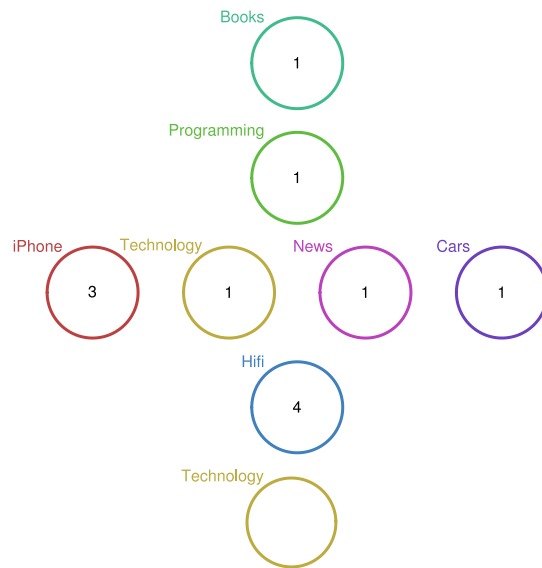 Books
1
Programming
1
iPhone Technology News Cars
3 1 1 1
Hifi
4
Technology